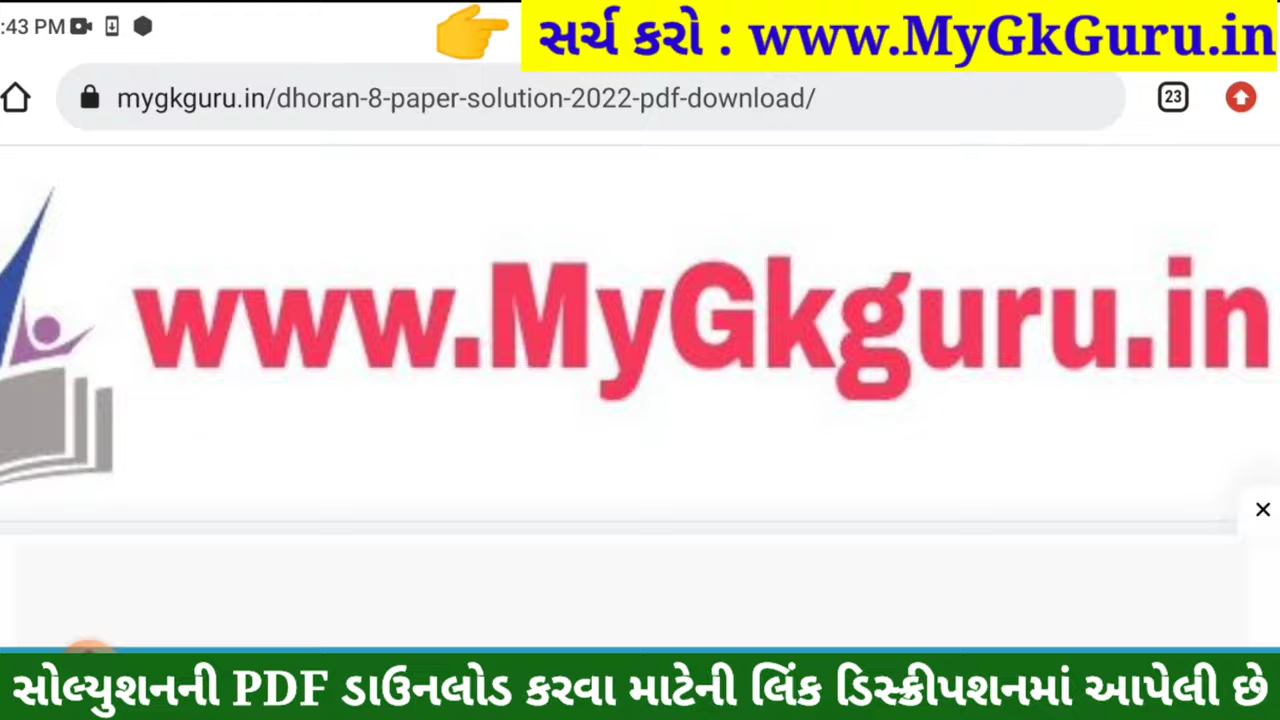 :43 PM
સર્ચ કરો : www.MyGkGuru.in
mygkguru.in/dhoran-8-paper-solution-2022-pdf-download/
23
www.MyGkguru.in
સોલ્યુશનની PDF ડાઉનલોડ કરવા માટેની લિંક ડિસ્ક્રીપશનમાં આપેલી છે